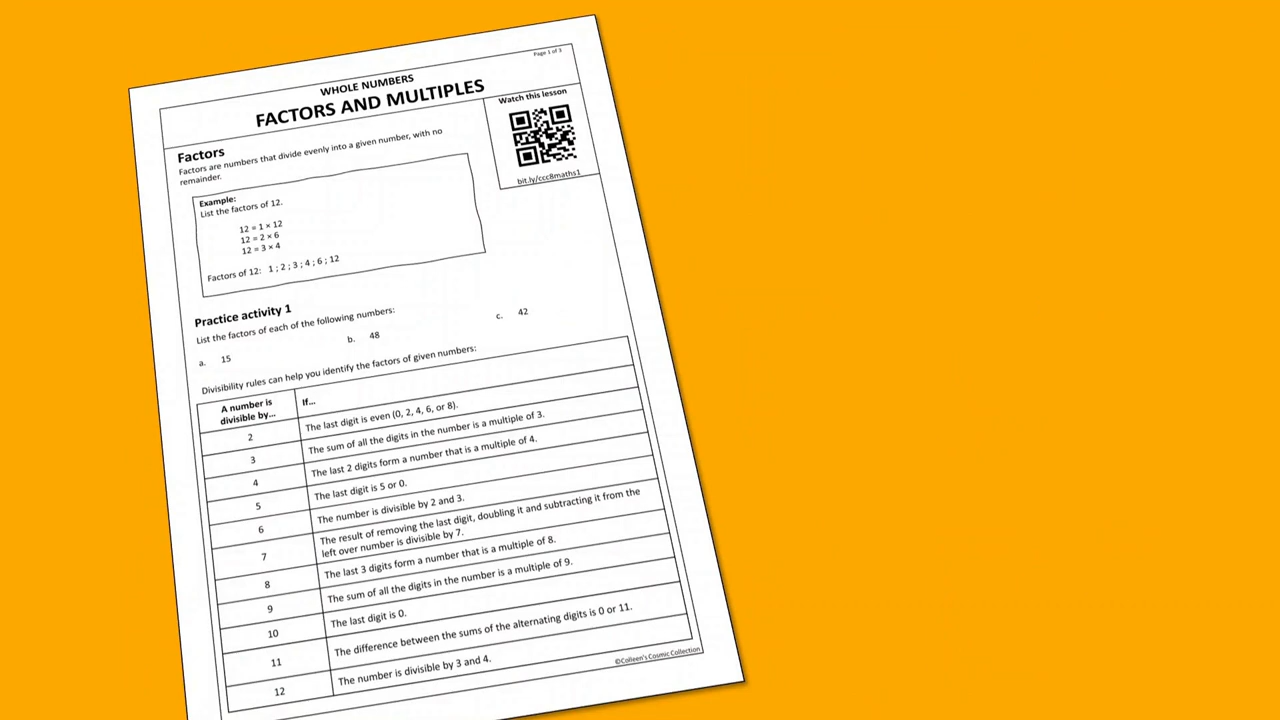 Page 1 of 3
WHOLE NUMBERS
FACTORS AND MULTIPLES
Watch this lesson
bit.ly/ccc8maths1
Factors
Factors are numbers that divide evenly into a given number, with no
remainder.
Example:
List the factors of 12.
12 = 1 × 12
12 = 2 × 6
12 = 3 × 4
Factors of 12: 1 ; 2 ; 3 ; 4 ; 6 ; 12
Practice activity 1
List the factors of each of the following numbers:
a. 15 b. 48 c. 42
Divisibility rules can help you identify the factors of given numbers:
A number is
divisible by... If...
2 The last digit is even (0, 2, 4, 6, or 8).
3 The sum of all the digits in the number is a multiple of 3.
4 The last 2 digits form a number that is a multiple of 4.
5 The last digit is 5 or 0.
6 The number is divisible by 2 and 3.
7 The result of removing the last digit, doubling it and subtracting it from the
left over number is divisible by 7.
8 The last 3 digits form a number that is a multiple of 8.
9 The sum of all the digits in the number is a multiple of 9.
10 The last digit is 0.
11 The difference between the sums of the alternating digits is 0 or 11.
12 The number is divisible by 3 and 4.
©Colleen's Cosmic Collection